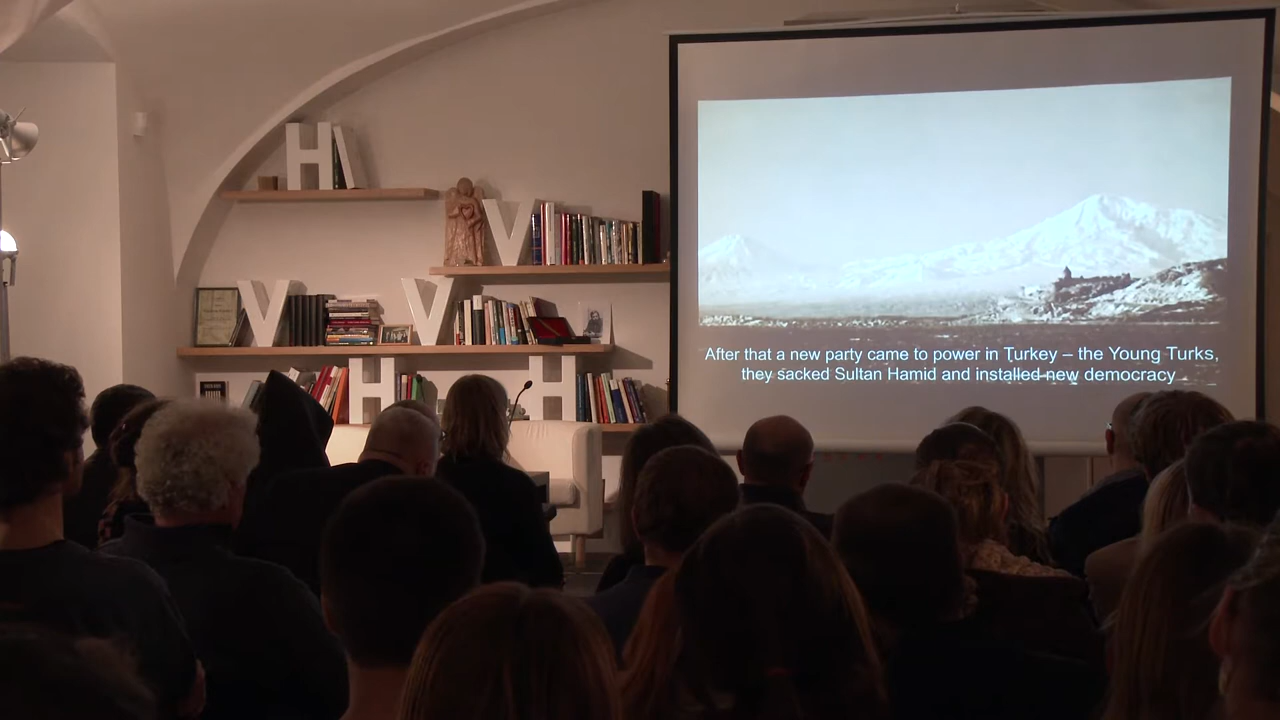 H
V
V
V
H
H
After that a new party came to power in Turkey – the Young Turks,
they sacked Sultan Hamid and installed new democracy